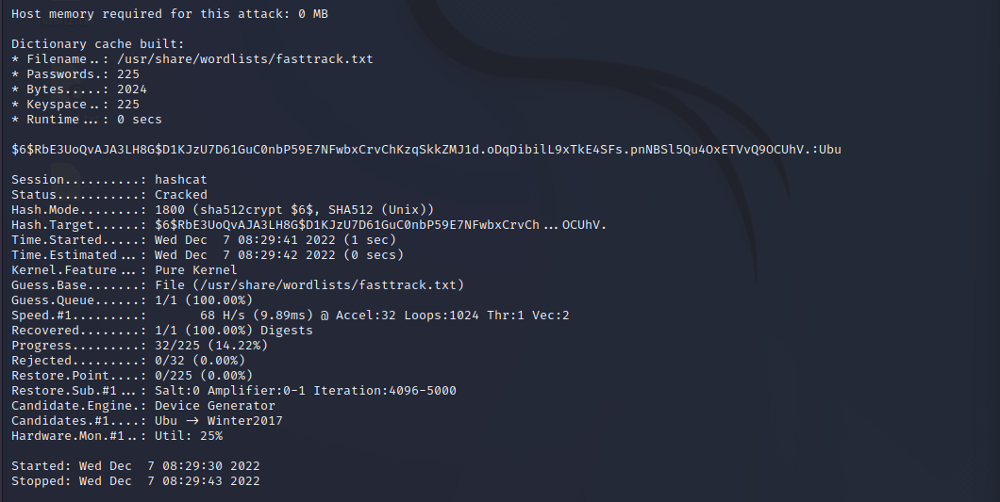 Host memory required for this attack: 0 MB
Dictionary cache built:
* Filename..: /usr/share/wordlists/fasttrack.txt
* Passwords.: 225
* Bytes.....: 2024
* Keyspace..: 225
* Runtime...: 0 secs
$6$RbE3UoQvAJA3LH8G$D1KJzU7D61GuC0nbP59E7NFwbxCrvChKzqSkkZMJ1d.oDqDibilL9xTkE4SFs.pnNBSl5Qu4OxETVvQ9OCUhV.:Ubu
Session..........: hashcat
Status...........: Cracked
Hash.Mode........: 1800 (sha512crypt $6$, SHA512 (Unix))
Hash.Target......: $6$RbE3UoQvAJA3LH8G$D1KJzU7D61GuC0nbP59E7NFwbxCrvCh...OCUhV.
Time.Started.....: Wed Dec  7 08:29:41 2022 (1 sec)
Time.Estimated...: Wed Dec  7 08:29:42 2022 (0 secs)
Kernel.Feature...: Pure Kernel
Guess.Base.......: File (/usr/share/wordlists/fasttrack.txt)
Guess.Queue......: 1/1 (100.00%)
Speed.#1.........:       68 H/s (9.89ms) @ Accel:32 Loops:1024 Thr:1 Vec:2
Recovered........: 1/1 (100.00%) Digests
Progress.........: 32/225 (14.22%)
Rejected.........: 0/32 (0.00%)
Restore.Point....: 0/225 (0.00%)
Restore.Sub.#1...: Salt:0 Amplifier:0-1 Iteration:4096-5000
Candidate.Engine.: Device Generator
Candidates.#1....: Ubu -> Winter2017
Hardware.Mon.#1..: Util: 25%
Started: Wed Dec  7 08:29:30 2022
Stopped: Wed Dec  7 08:29:43 2022